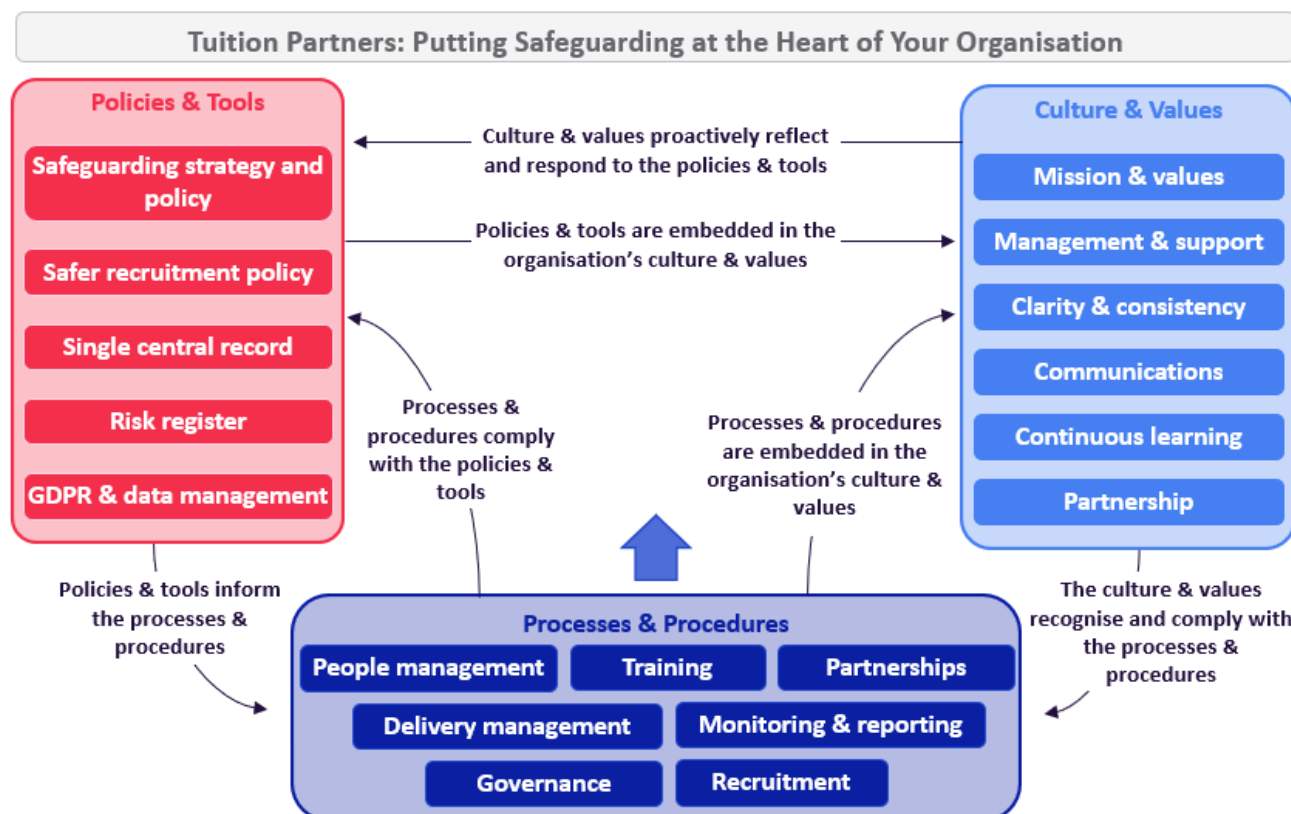 Tuition Partners: Putting Safeguarding at the Heart of Your Organisation
Policies & Tools
Safeguarding strategy and
policy
Safer recruitment policy
Single central record
Risk register
GDPR & data management
Culture & values proactively reflect
and respond to the policies & tools
Policies & tools are embedded in the
organisation's culture & values
Culture & Values
Mission & values
Management & support
Clarity & consistency
Communications
Continuous learning
Partnership
Processes &
procedures comply
with the policies &
tools
Processes & procedures
are embedded in the
organisation's culture &
values
Policies & tools inform
the processes &
procedures
The culture & values
recognise and comply with
the processes &
procedures
Processes & Procedures
People management
Training
Partnerships
Delivery management
Monitoring & reporting
Governance
Recruitment